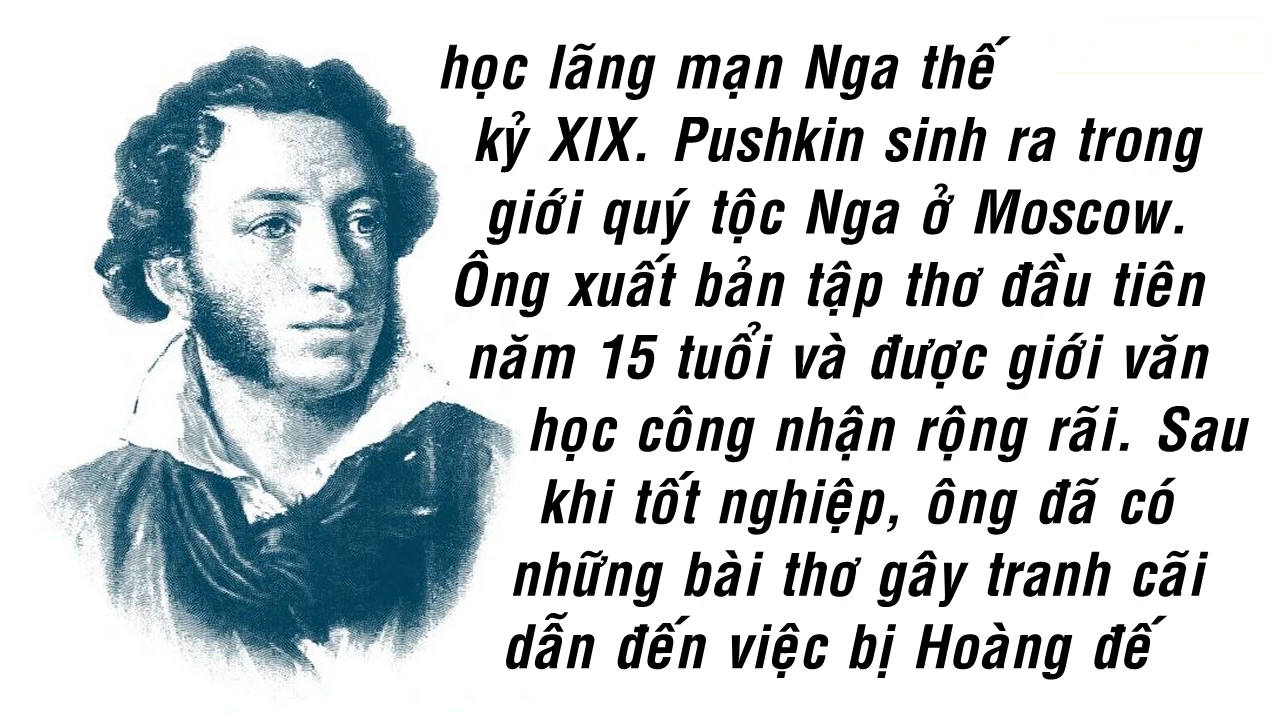 học lãng mạn Nga thế
kỷ XIX. Pushkin sinh ra trong
giới quý tộc Nga ở Moscow.
Ông xuất bản tập thơ đầu tiên
năm 15 tuổi và được giới văn
học công nhận rộng rãi. Sau
khi tốt nghiệp, ông đã có
những bài thơ gây tranh cãi
dẫn đến việc bị Hoàng đế